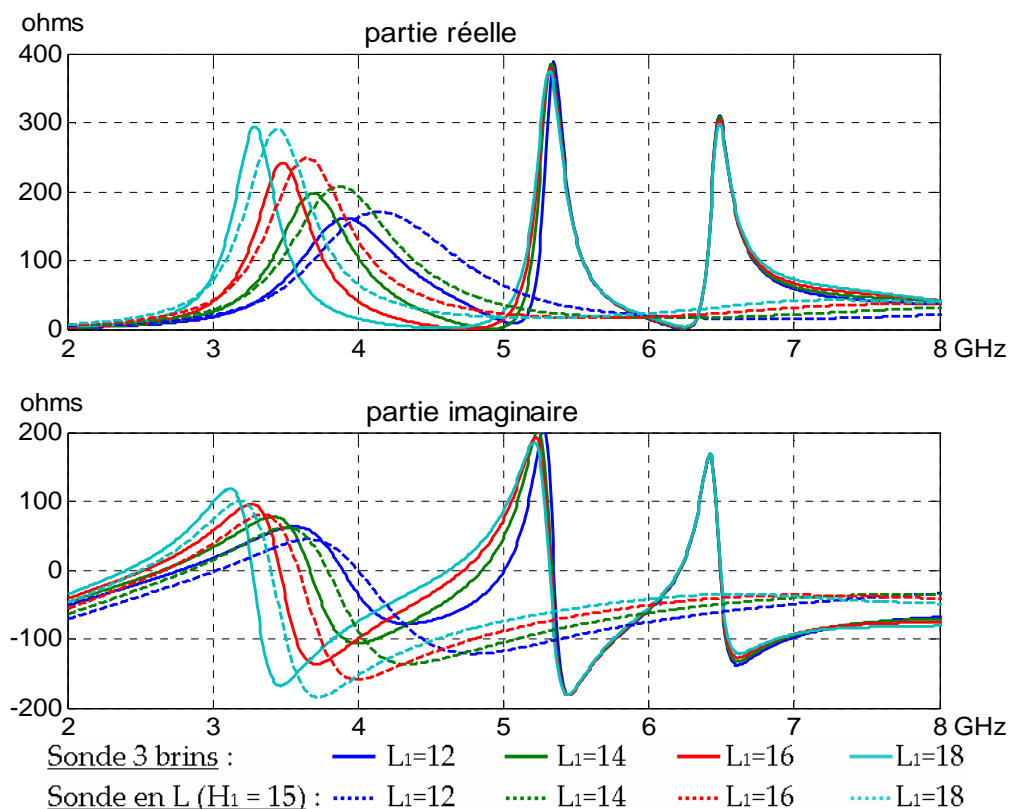 ohms
partie réelle
400
300
200
100
0
2 3 4 5 6 7 8 GHz
ohms
partie imaginaire
200
100
0
-100
-200
2 3 4 5 6 7 8 GHz
Sonde 3 brins : L1=12 L1=14 L1=16 L1=18
Sonde en L (H1 = 15) : L1=12 L1=14 L1=16 L1=18